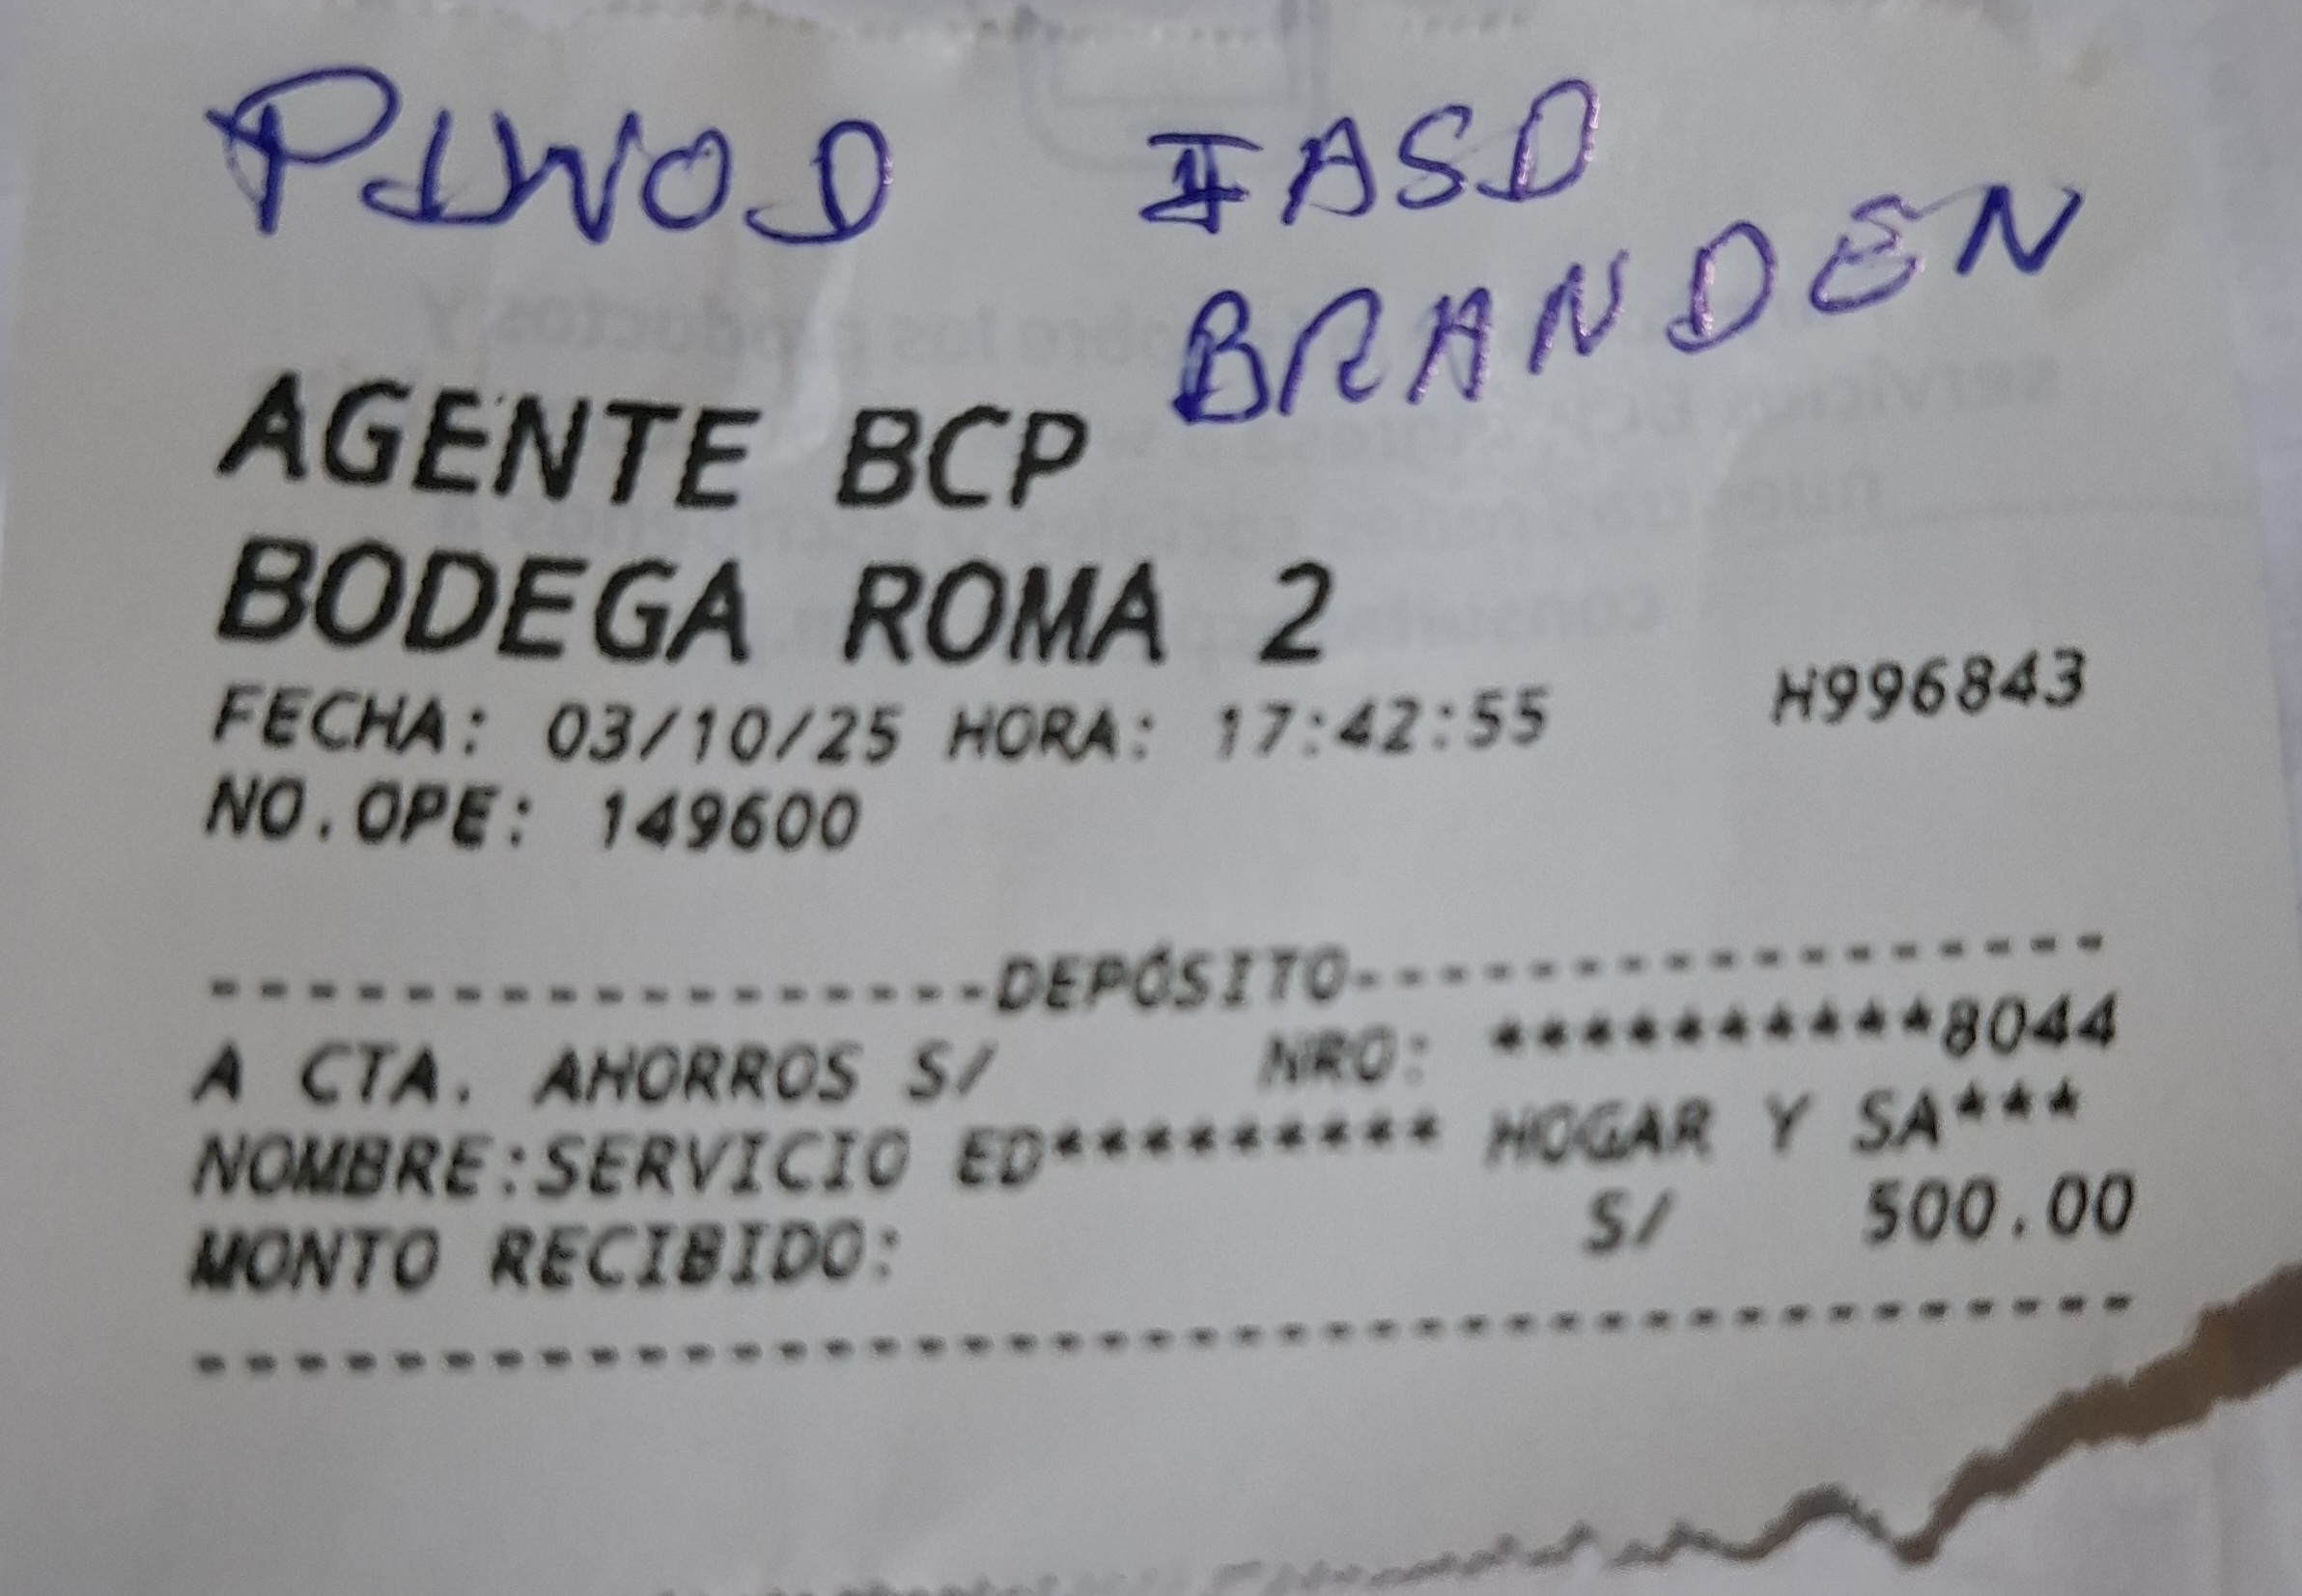 IASD
BRANDEN
AGENTE BCP
BODEGA ROMA 2
FECHA: 03/10/25 HORA: 17:42:55 H996843
NO.OPE: 149600
------------------DEPÓSITO------------------
A CTA. AHORROS S/ NRO: **********8044
NOMBRE:SERVICIO ED********* HOGAR Y SA***
MONTO RECIBIDO: S/ 500.00